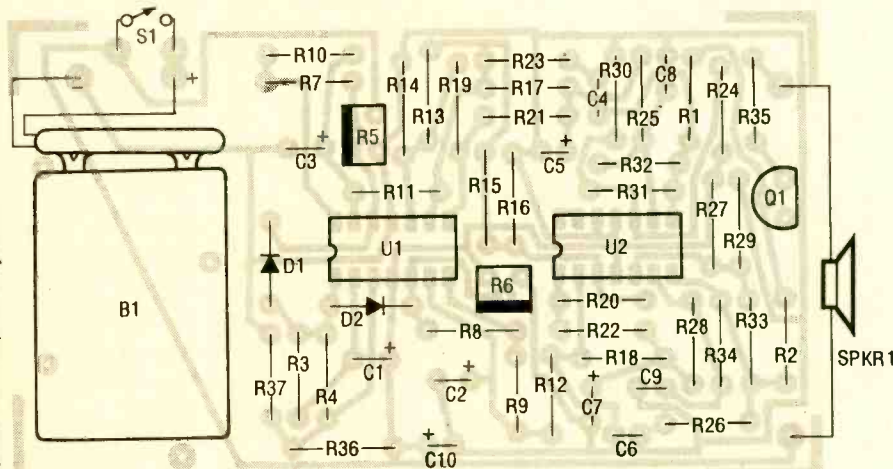 S1
− +
B1
R10
R7
R14
R13
R19
R23
R17
R21
C4
R30
R25
C8
R1
R24
R35
R5
+
C3
+
C5
R32
R31
R11
R15
R16
R27
R29
Q1
U1
U2
D1
D2
R6
R20
R22
R18
R8
R28
R34
R33
R2
SPKR1
R37
R3
R4
+
C1
+
C2
R9
R12
+
C7
C9
R26
R36
+
C10
C6